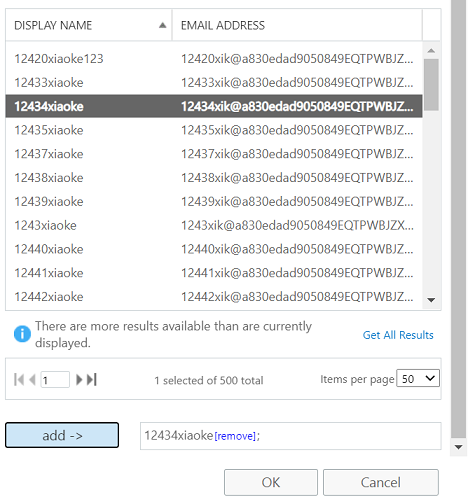 DISPLAY NAME EMAIL ADDRESS
12420xiaoke123 12420xik@a830edad9050849EQTPWBJZ...
12433xiaoke 12433xik@a830edad9050849EQTPWBJZ...
12434xiaoke 12434xik@a830edad9050849EQTPWBJZ...
12435xiaoke 12435xik@a830edad9050849EQTPWBJZ...
12437xiaoke 12437xik@a830edad9050849EQTPWBJZ...
12438xiaoke 12438xik@a830edad9050849EQTPWBJZ...
12439xiaoke 12439xik@a830edad9050849EQTPWBJZ...
1243xiaoke 1243xik@a830edad9050849EQTPWBJZX...
12440xiaoke 12440xik@a830edad9050849EQTPWBJZ...
12441xiaoke 12441xik@a830edad9050849EQTPWBJZ...
12442xiaoke 12442xik@a830edad9050849EQTPWBJZ...
There are more results available than are currently
displayed. Get All Results
1 1 selected of 500 total Items per page 50
add -> 12434xiaoke[remove];
OK Cancel